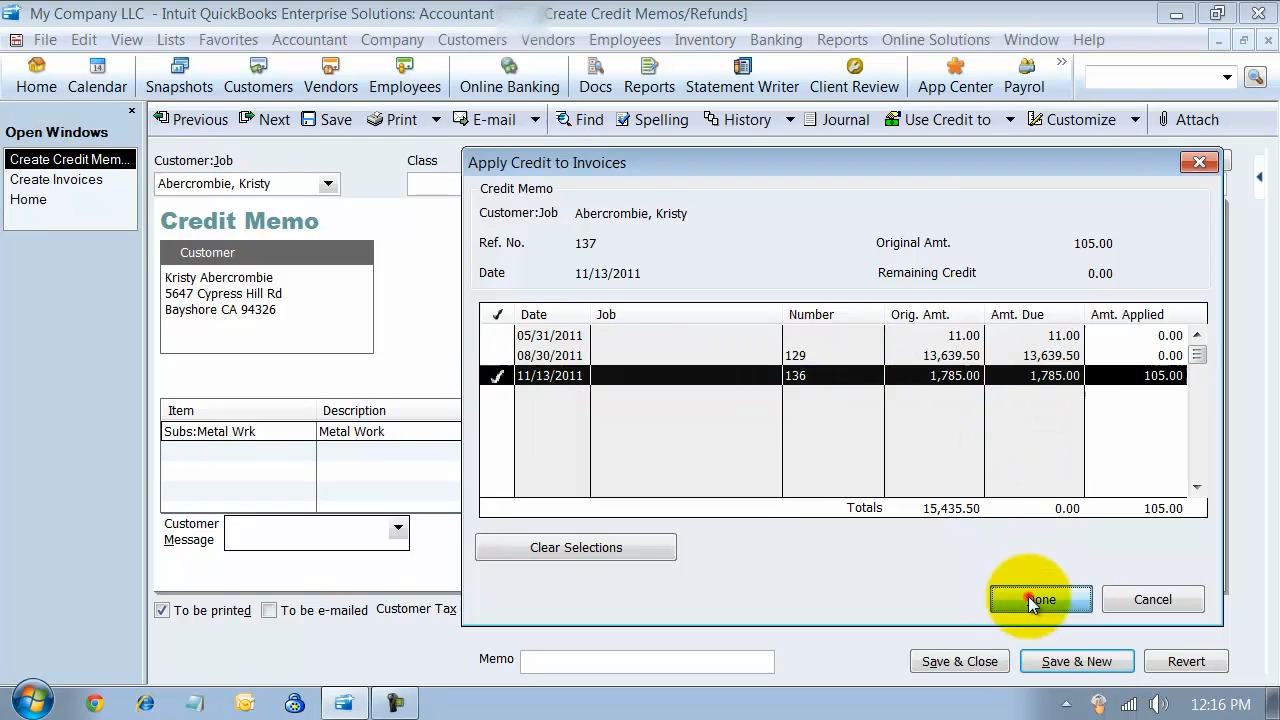 My Company LLC - Intuit QuickBooks Enterprise Solutions: Accountant Create Credit Memos/Refunds]
File Edit View Lists Favorites Accountant Company Customers Vendors Employees Inventory Banking Reports Online Solutions Window Help
Home Calendar Snapshots Customers Vendors Employees Online Banking Docs Reports Statement Writer Client Review App Center Payrol
Open Windows
Create Credit Mem...
Create Invoices
Home
Previous Next Save Print E-mail Find Spelling History Journal Use Credit to Customize Attach
Customer:Job Class
Abercrombie, Kristy
Credit Memo
Customer
Kristy Abercrombie
5647 Cypress Hill Rd
Bayshore CA 94326
Item Description
Subs:Metal Wrk Metal Work
Customer
Message
To be printed To be e-mailed Customer Tax
Apply Credit to Invoices
Credit Memo
Customer:Job Abercrombie, Kristy
Ref. No. 137 Original Amt. 105.00
Date 11/13/2011 Remaining Credit 0.00
✓ Date Job Number Orig. Amt. Amt. Due Amt. Applied
05/31/2011 11.00 11.00 0.00
08/30/2011 129 13,639.50 13,639.50 0.00
✓ 11/13/2011 136 1,785.00 1,785.00 105.00
Totals 15,435.50 0.00 105.00
Clear Selections
Cancel
Memo Save & Close Save & New Revert
12:16 PM